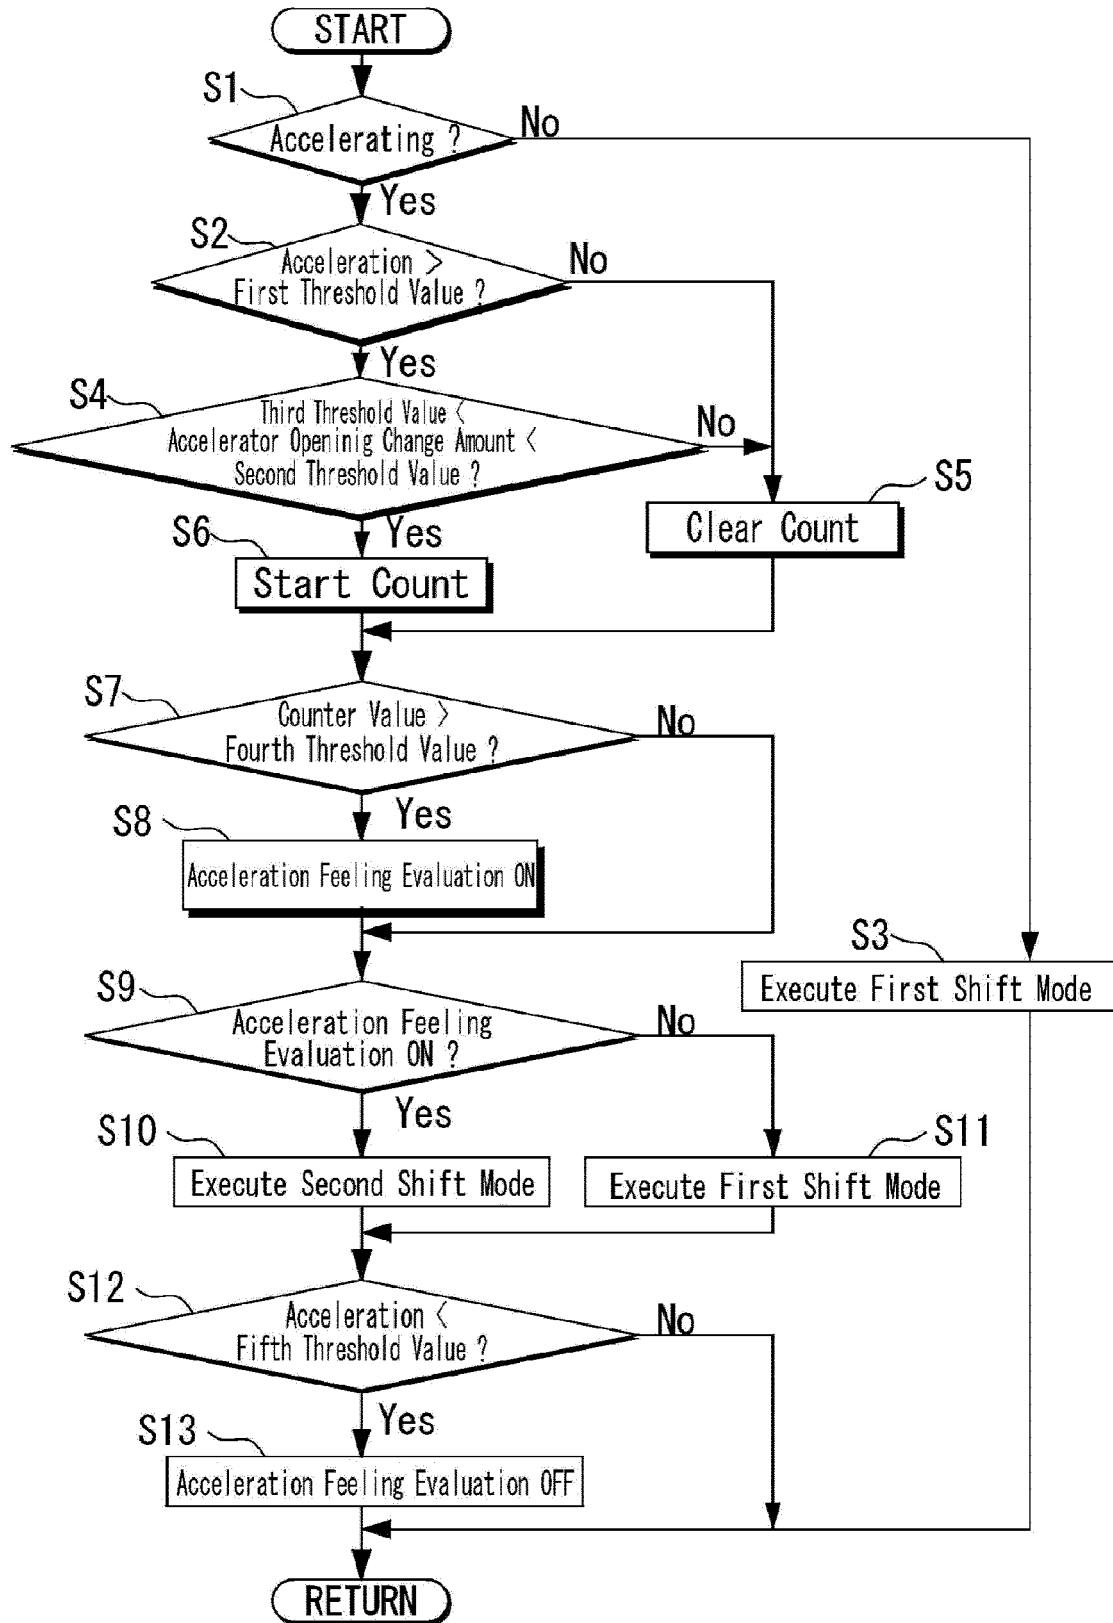 START
S1
Accelerating ?
No
Yes
S2
Acceleration >
First Threshold Value ?
No
Yes
S4
Third Threshold Value <
Accelerator Openinig Change Amount <
Second Threshold Value ?
No
Yes
S5
Clear Count
S6
Start Count
S7
Counter Value >
Fourth Threshold Value ?
No
Yes
S8
Acceleration Feeling Evaluation ON
S3
Execute First Shift Mode
S9
Acceleration Feeling
Evaluation ON ?
No
Yes
S10
Execute Second Shift Mode
S11
Execute First Shift Mode
S12
Acceleration <
Fifth Threshold Value ?
No
Yes
S13
Acceleration Feeling Evaluation OFF
RETURN